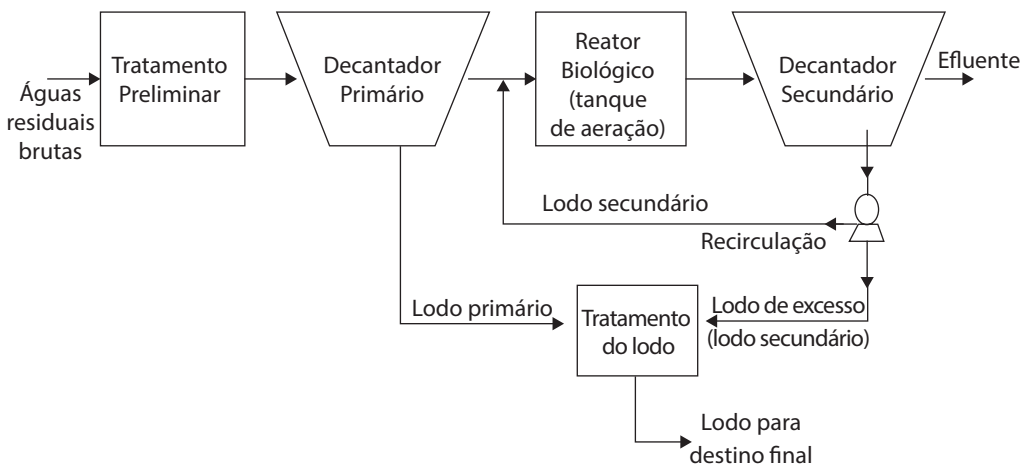 Águas
residuais
brutas
Tratamento
Preliminar
Decantador
Primário
Reator
Biológico
(tanque
de aeração)
Decantador
Secundário
Efluente
Lodo secundário
Recirculação
Lodo primário
Tratamento
do lodo
Lodo de excesso
(lodo secundário)
Lodo para
destino final